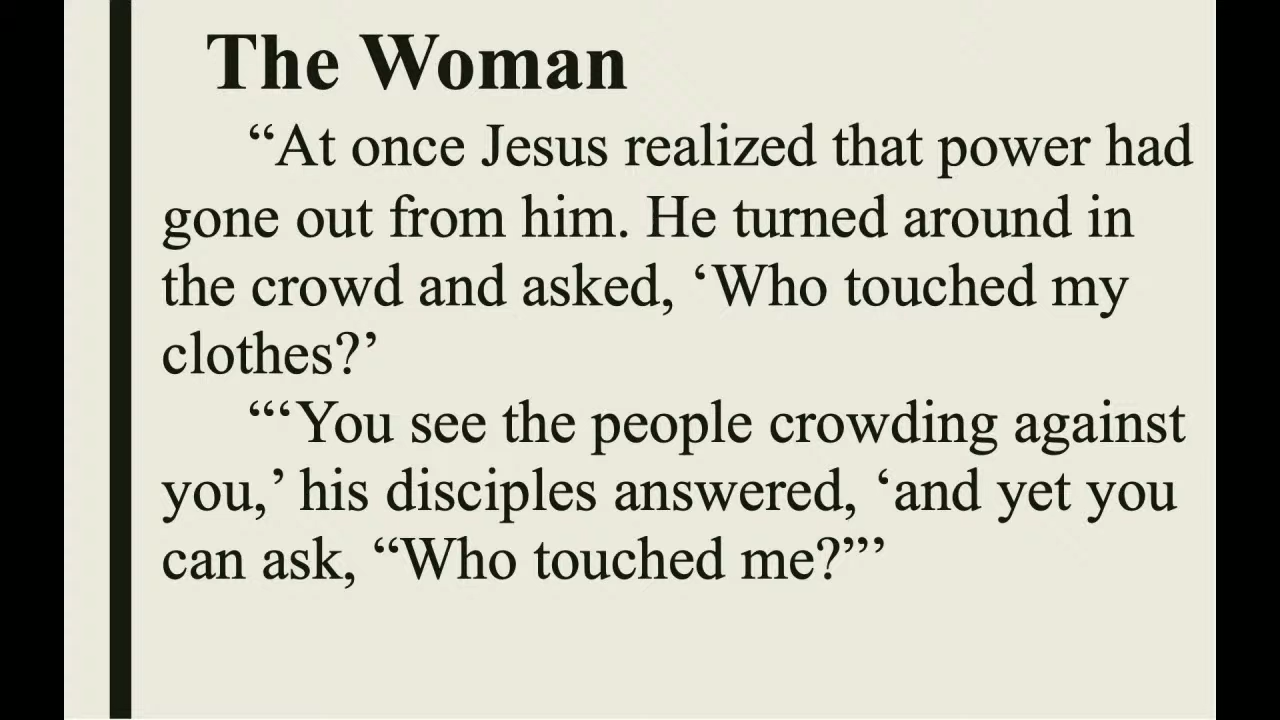 The Woman
“At once Jesus realized that power had
gone out from him. He turned around in
the crowd and asked, ‘Who touched my
clothes?’
“‘You see the people crowding against
you,’ his disciples answered, ‘and yet you
can ask, “Who touched me?”’”